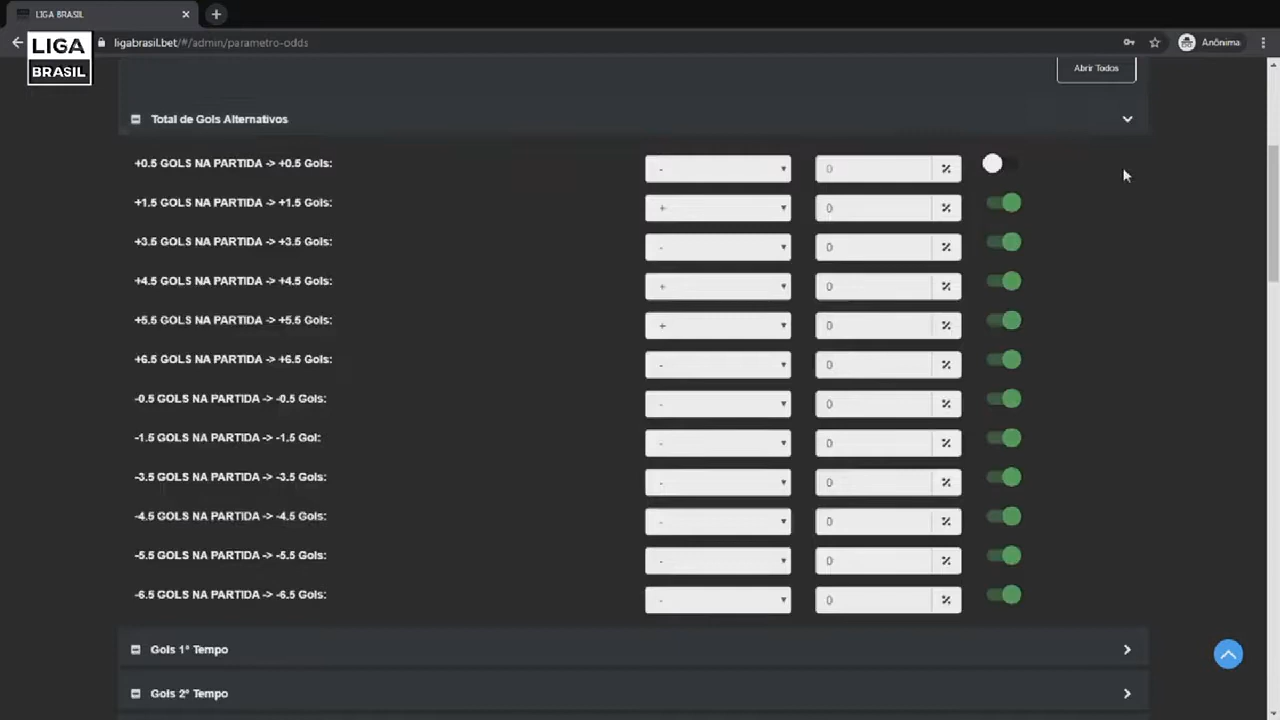 LIGA BRASIL
ligabrasil.bet/#/admin/parametro-odds
Anônima
LIGA
BRASIL
Abrir Todos
Total de Gols Alternativos
+0.5 GOLS NA PARTIDA -> +0.5 Gols: - 0 %
+1.5 GOLS NA PARTIDA -> +1.5 Gols: + 0 %
+3.5 GOLS NA PARTIDA -> +3.5 Gols: - 0 %
+4.5 GOLS NA PARTIDA -> +4.5 Gols: + 0 %
+5.5 GOLS NA PARTIDA -> +5.5 Gols: + 0 %
+6.5 GOLS NA PARTIDA -> +6.5 Gols: - 0 %
-0.5 GOLS NA PARTIDA -> -0.5 Gols: - 0 %
-1.5 GOLS NA PARTIDA -> -1.5 Gol: - 0 %
-3.5 GOLS NA PARTIDA -> -3.5 Gols: - 0 %
-4.5 GOLS NA PARTIDA -> -4.5 Gols: - 0 %
-5.5 GOLS NA PARTIDA -> -5.5 Gols: - 0 %
-6.5 GOLS NA PARTIDA -> -6.5 Gols: - 0 %
Gols 1º Tempo
Gols 2º Tempo